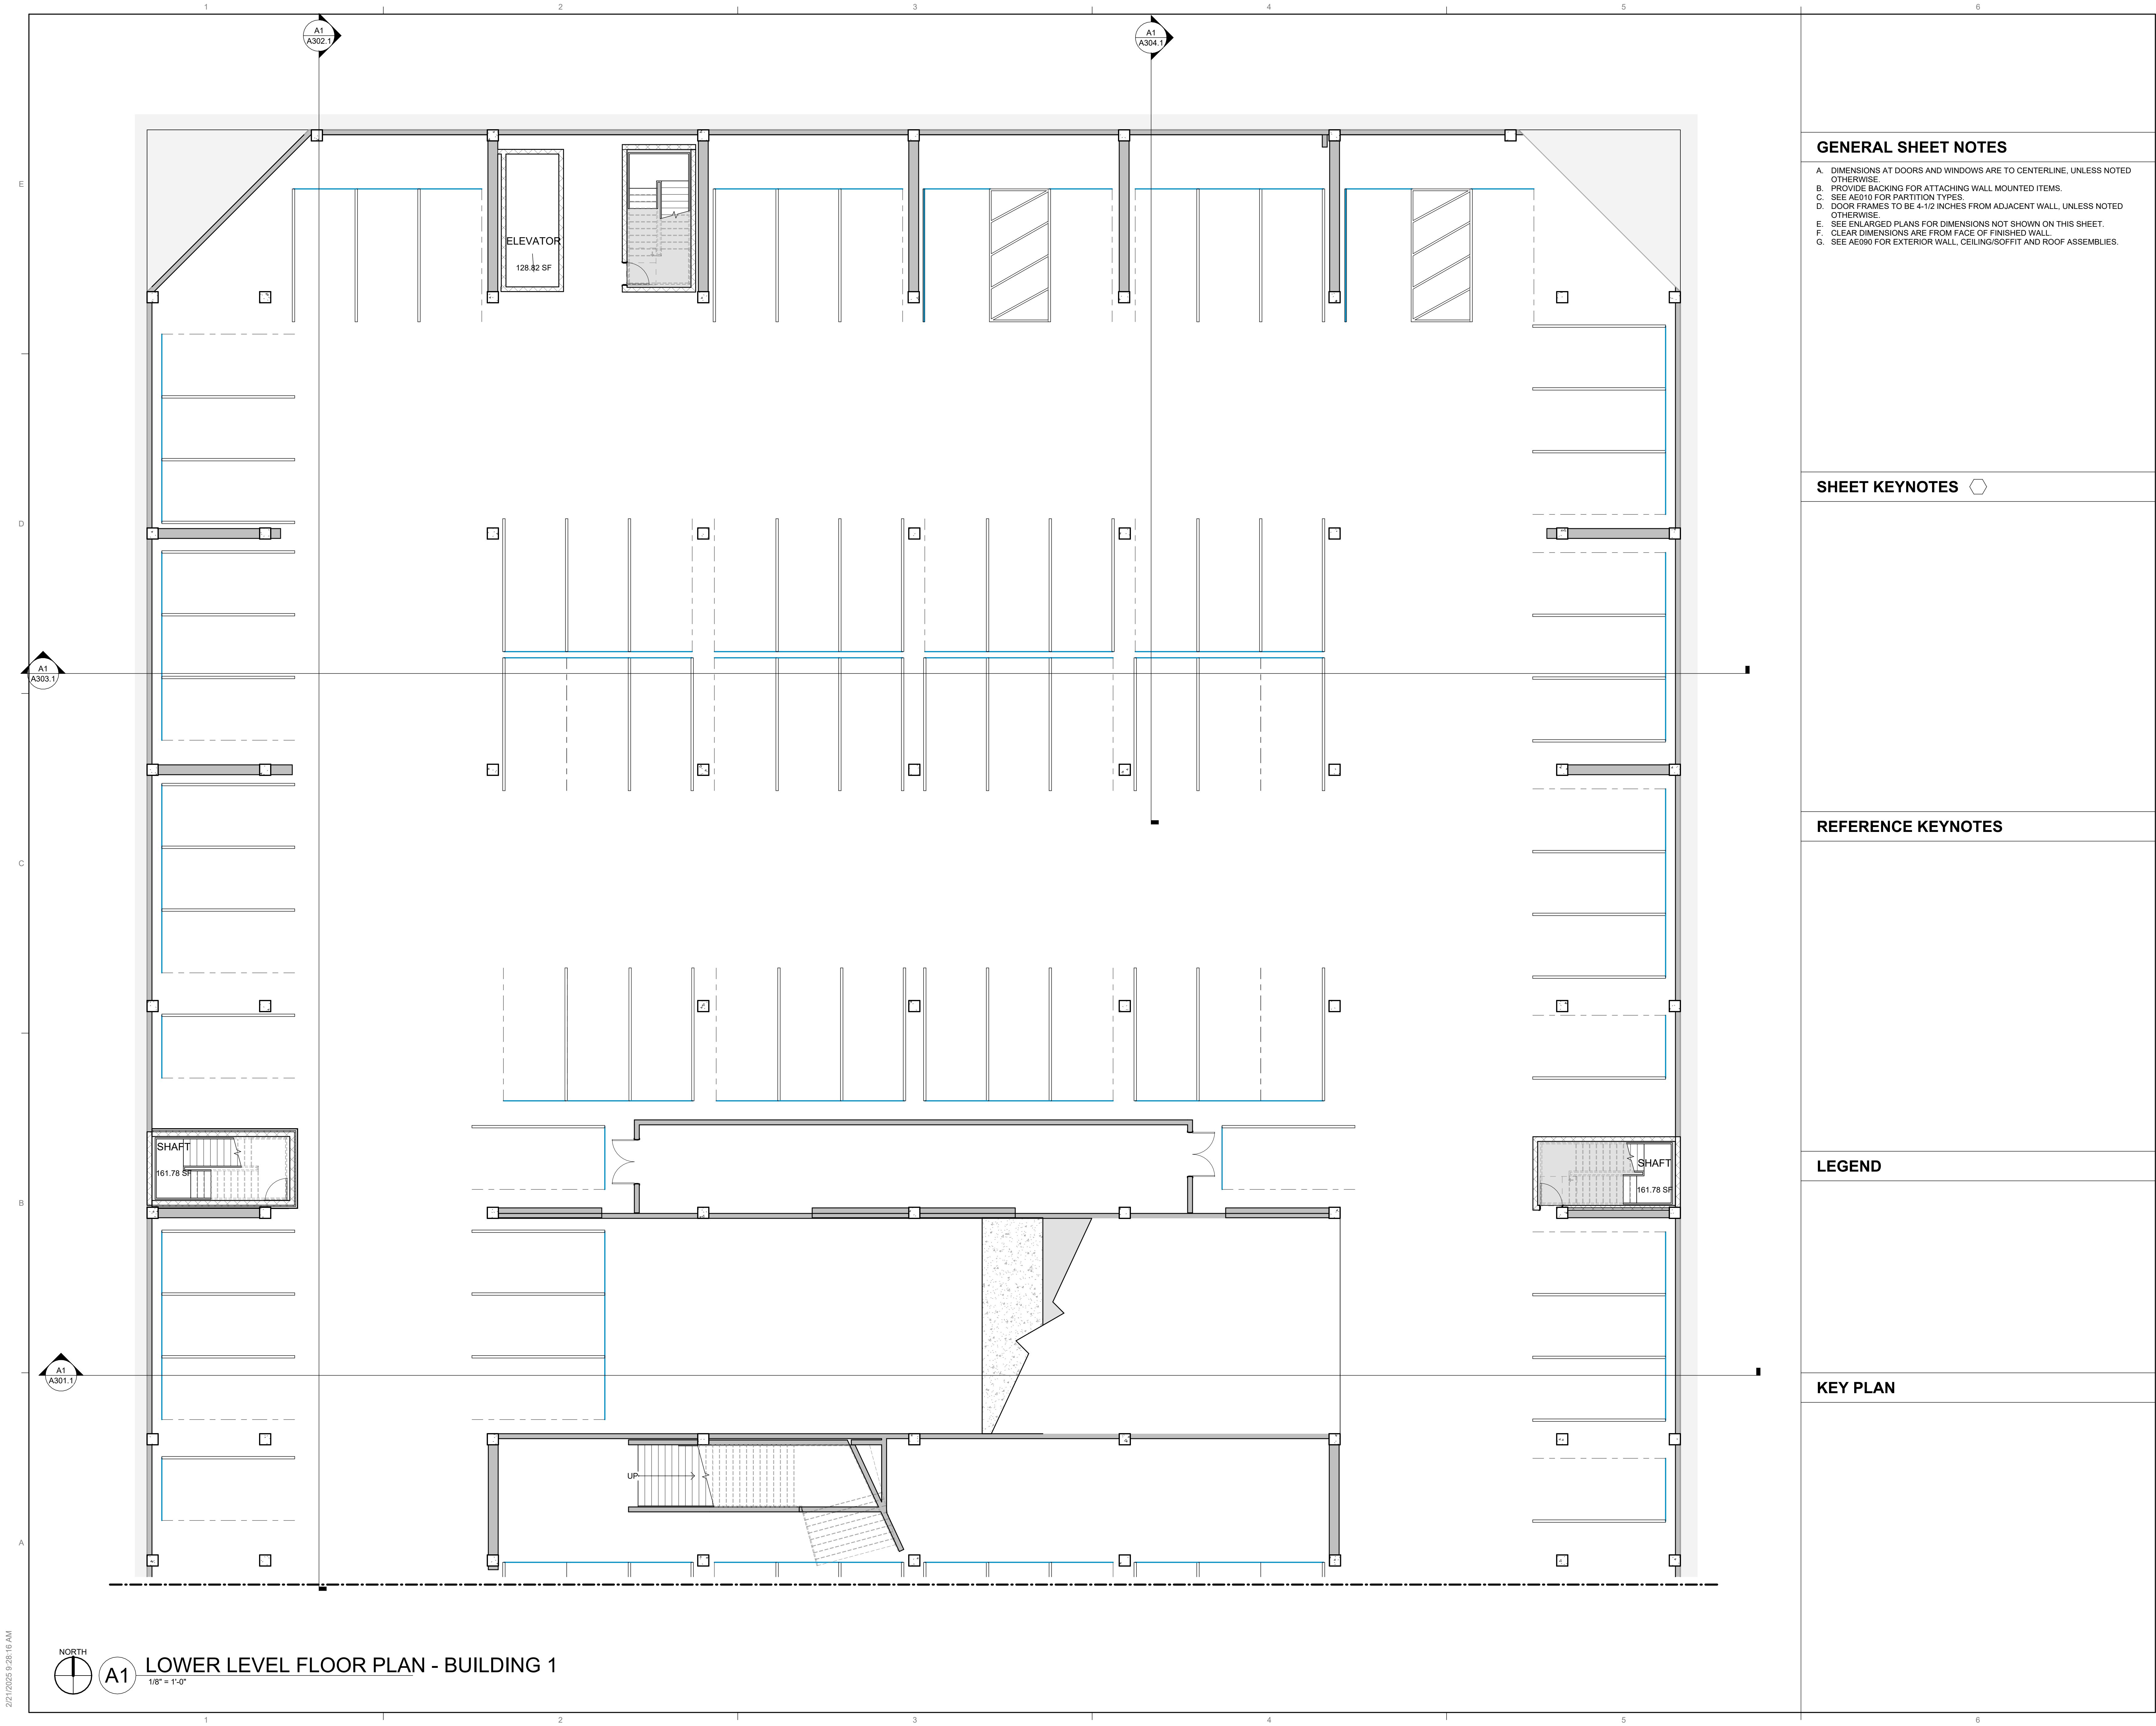 1 2 3 4 5 6
A1
A302.1
A1
A304.1
GENERAL SHEET NOTES
A. DIMENSIONS AT DOORS AND WINDOWS ARE TO CENTERLINE, UNLESS NOTED
OTHERWISE.
B. PROVIDE BACKING FOR ATTACHING WALL MOUNTED ITEMS.
C. SEE AE010 FOR PARTITION TYPES.
D. DOOR FRAMES TO BE 4-1/2 INCHES FROM ADJACENT WALL, UNLESS NOTED
OTHERWISE.
E. SEE ENLARGED PLANS FOR DIMENSIONS NOT SHOWN ON THIS SHEET.
F. CLEAR DIMENSIONS ARE FROM FACE OF FINISHED WALL.
G. SEE AE090 FOR EXTERIOR WALL, CEILING/SOFFIT AND ROOF ASSEMBLIES.
E
ELEVATOR
128.82 SF
SHEET KEYNOTES
D
A1
A303.1
REFERENCE KEYNOTES
C
SHAFT
161.78 SF
SHAFT
161.78 SF
LEGEND
B
A1
A301.1
KEY PLAN
UP
A
NORTH
A1
LOWER LEVEL FLOOR PLAN - BUILDING 1
1/8" = 1'-0"
2/21/2025 9:28:16 AM
1 2 3 4 5 6